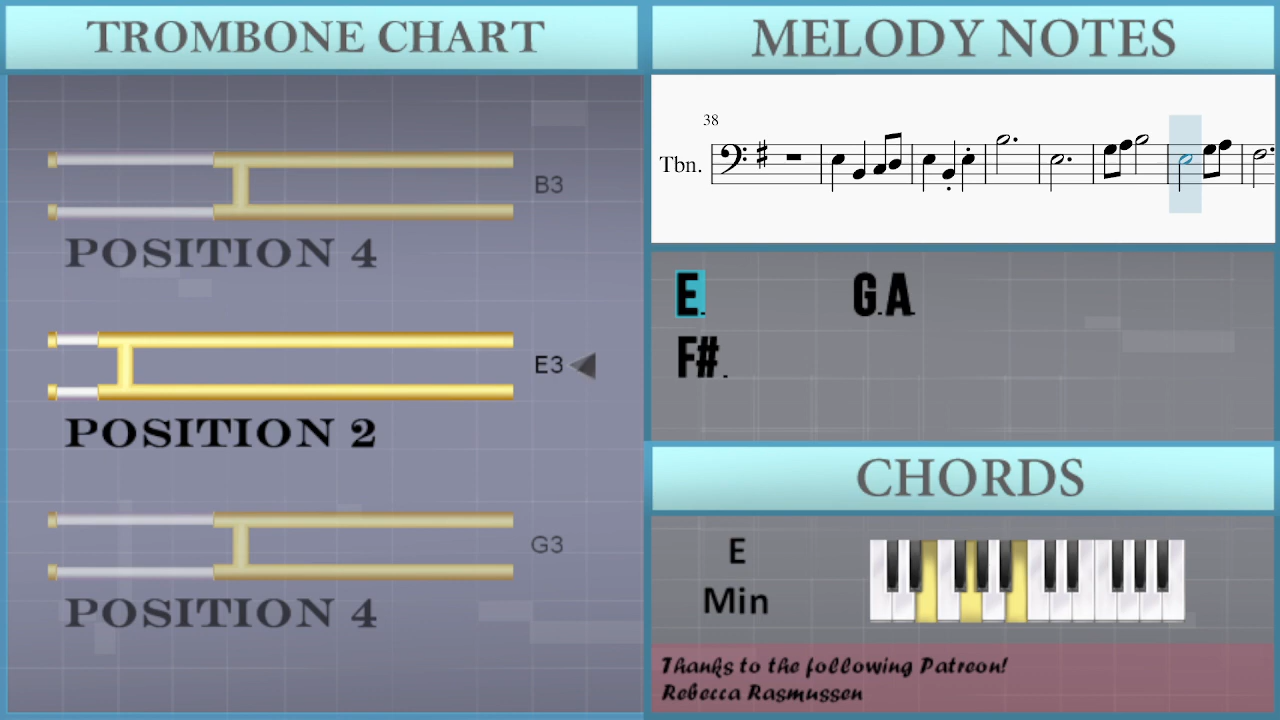 TROMBONE CHART
B3
POSITION 4
E3
POSITION 2
G3
POSITION 4
MELODY NOTES
38
Tbn.
E.
G.A.
F#.
CHORDS
E
Min
Thanks to the following Patreon!
Rebecca Rasmussen